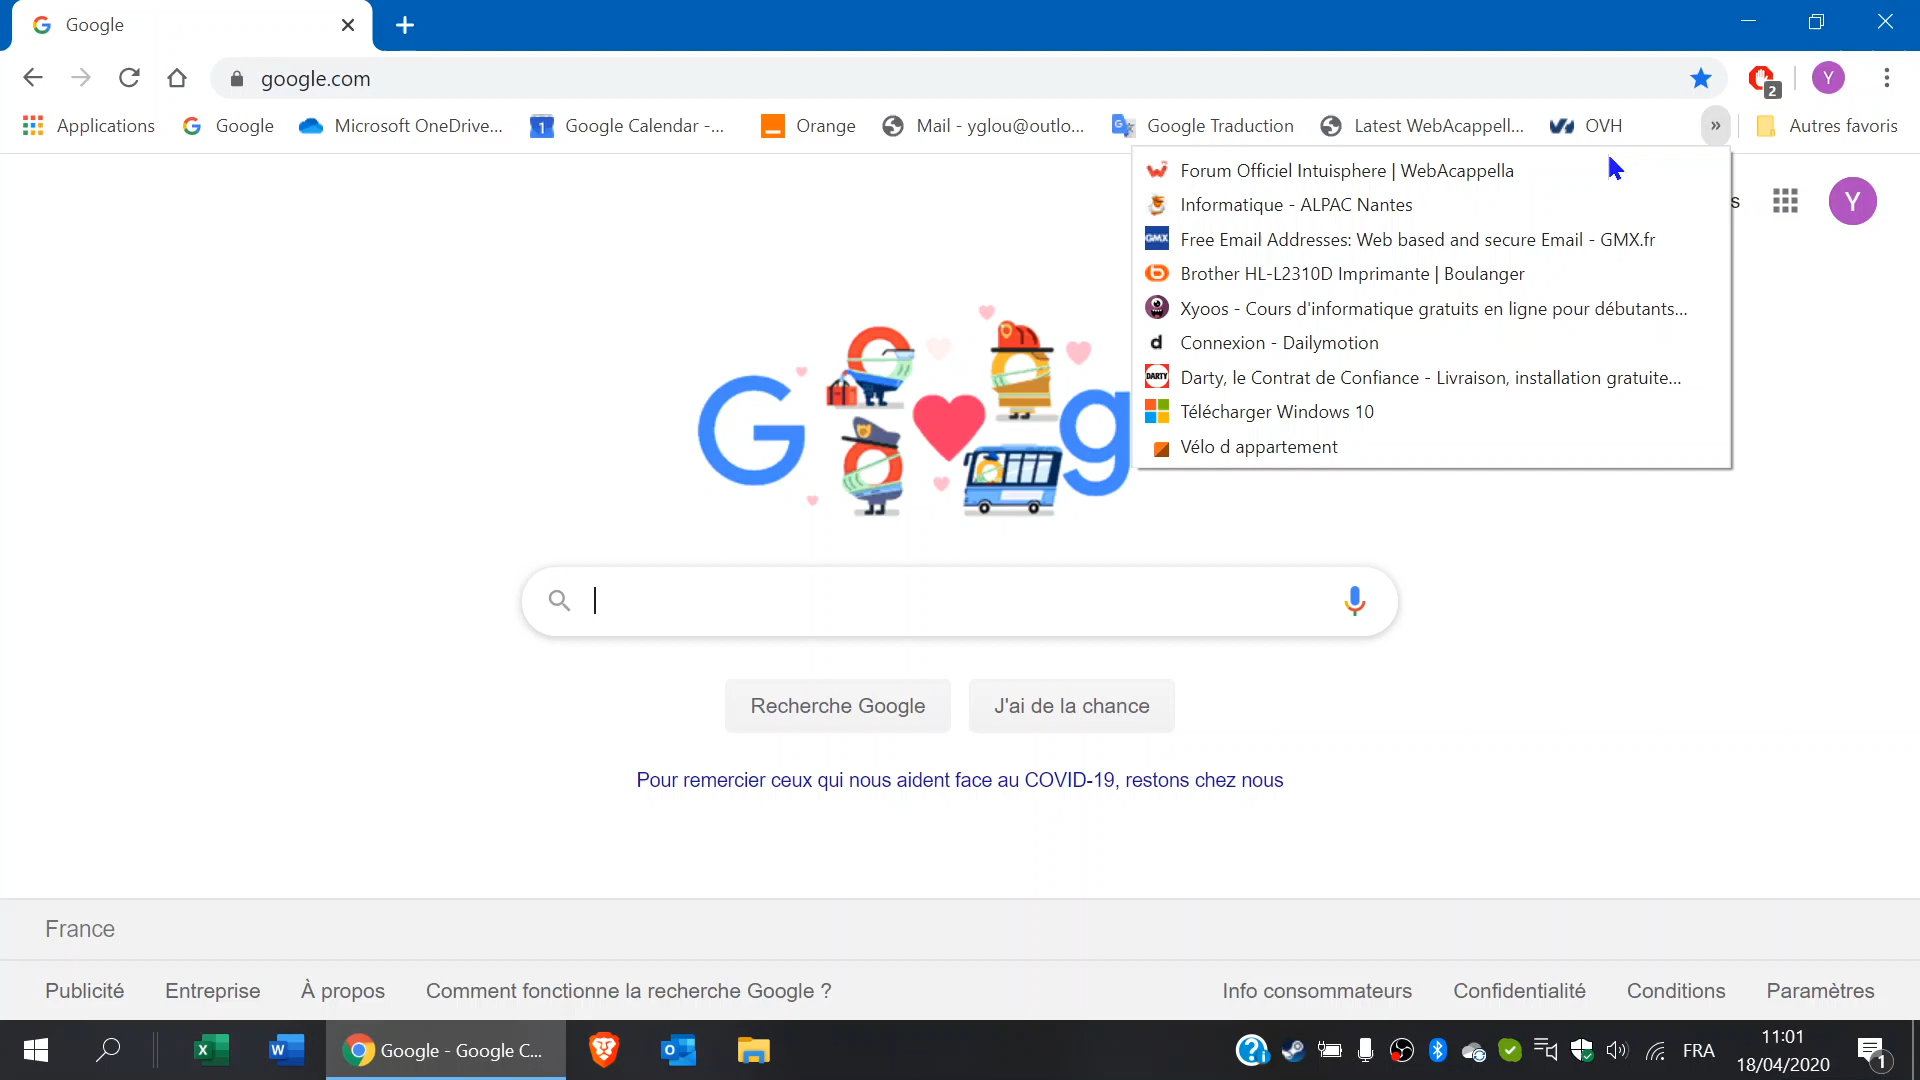 Google
google.com
2
Y
Applications
Google
Microsoft OneDrive...
1
Google Calendar -...
Orange
Mail - yglou@outlo...
Google Traduction
Latest WebAcappell...
OVH
»
Autres favoris
Forum Officiel Intuisphere | WebAcappella
Informatique - ALPAC Nantes
GMX Free Email Addresses: Web based and secure Email - GMX.fr
Brother HL-L2310D Imprimante | Boulanger
Xyoos - Cours d'informatique gratuits en ligne pour débutants...
d Connexion - Dailymotion
DARTY Darty, le Contrat de Confiance - Livraison, installation gratuite...
Télécharger Windows 10
Vélo d appartement
s
Y
G g
Recherche Google
J'ai de la chance
Pour remercier ceux qui nous aident face au COVID-19, restons chez nous
France
Publicité
Entreprise
À propos
Comment fonctionne la recherche Google ?
Info consommateurs
Confidentialité
Conditions
Paramètres
Google - Google C...
FRA
11:01
18/04/2020
1